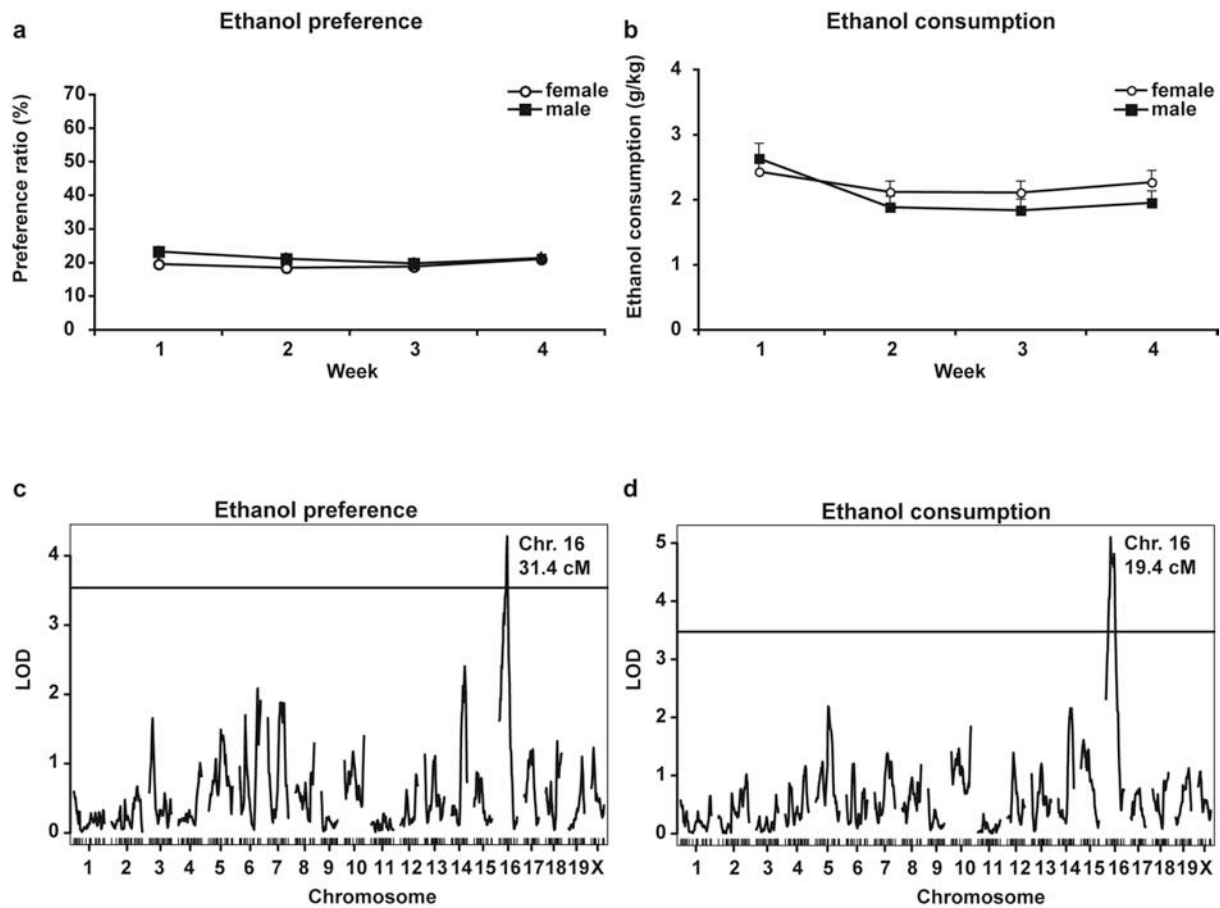 a
Ethanol preference
Preference ratio (%)
70
60
50
40
30
20
10
0
female
male
1 2 3 4
Week
b
Ethanol consumption
Ethanol consumption (g/kg)
4
3
2
1
0
female
male
1 2 3 4
Week
c
Ethanol preference
LOD
4
3
2
1
0
Chr. 16
31.4 cM
1 2 3 4 5 6 7 8 9 10 11 12 13 14 15 16 17 18 19 X
Chromosome
d
Ethanol consumption
LOD
5
4
3
2
1
0
Chr. 16
19.4 cM
1 2 3 4 5 6 7 8 9 10 11 12 13 14 15 16 17 18 19 X
Chromosome